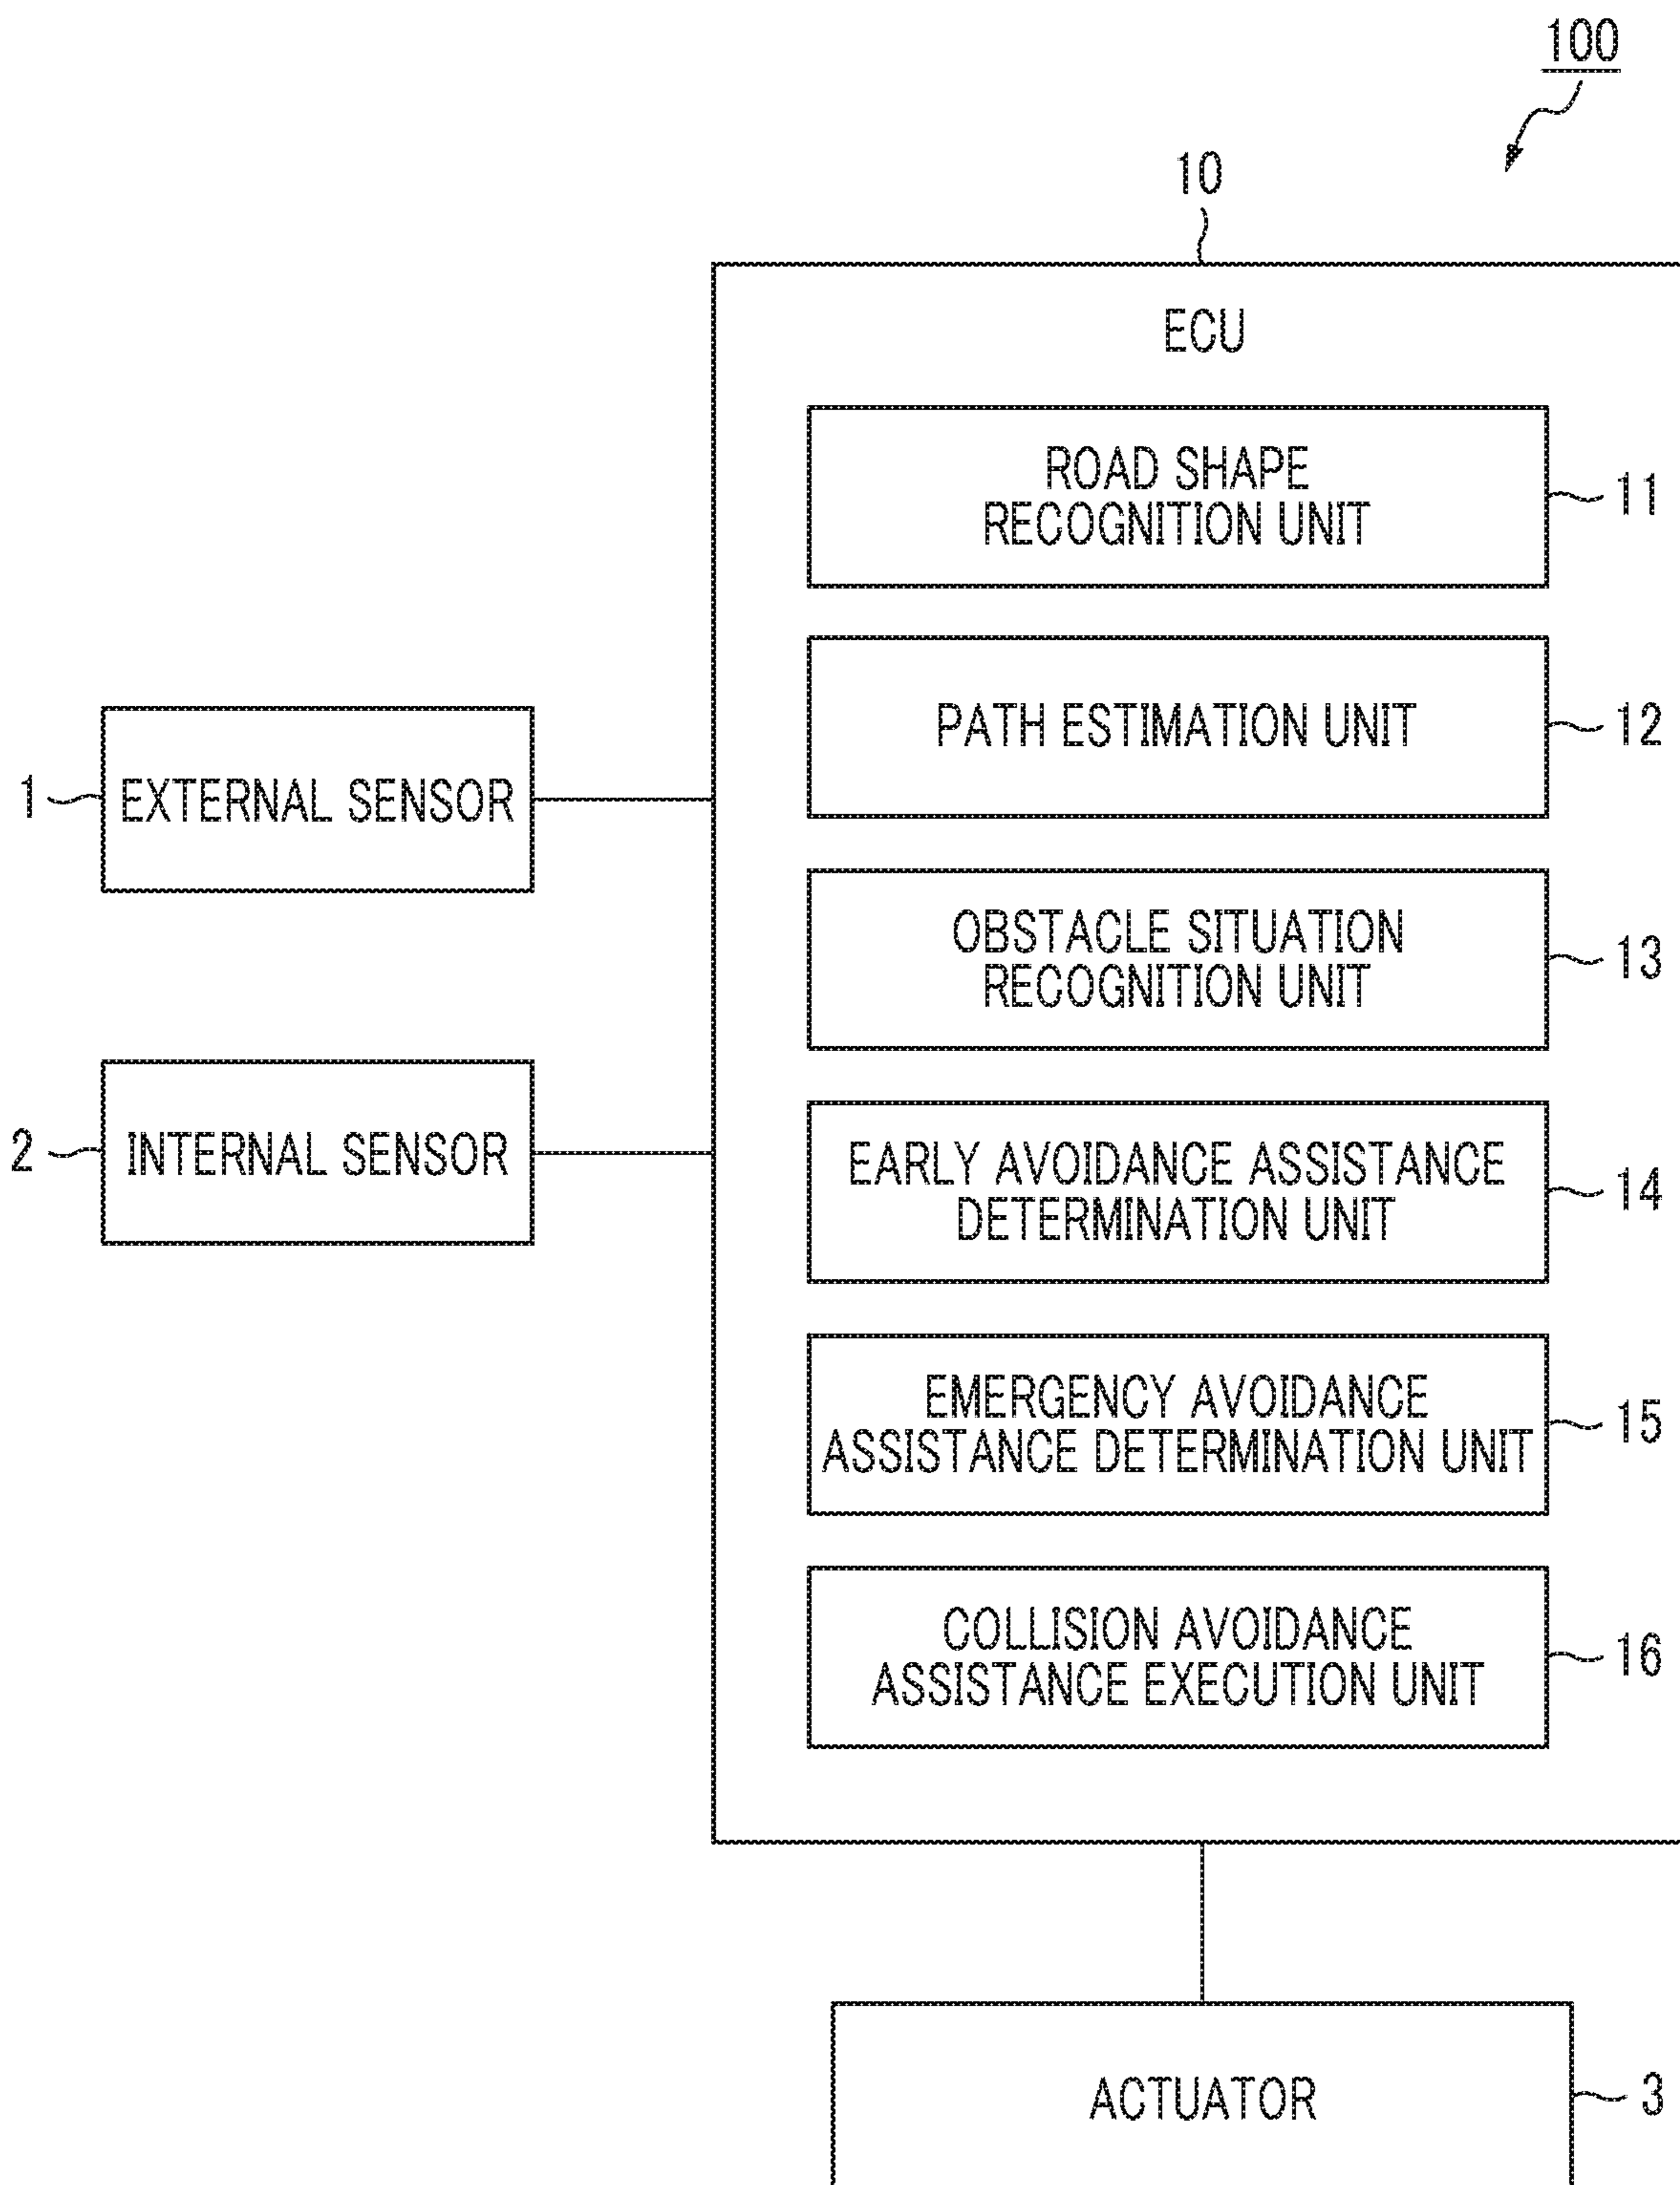 100
10
ECU
ROAD SHAPE
RECOGNITION UNIT
11
PATH ESTIMATION UNIT
12
1
EXTERNAL SENSOR
OBSTACLE SITUATION
RECOGNITION UNIT
13
2
INTERNAL SENSOR
EARLY AVOIDANCE ASSISTANCE
DETERMINATION UNIT
14
EMERGENCY AVOIDANCE
ASSISTANCE DETERMINATION UNIT
15
COLLISION AVOIDANCE
ASSISTANCE EXECUTION UNIT
16
ACTUATOR
3